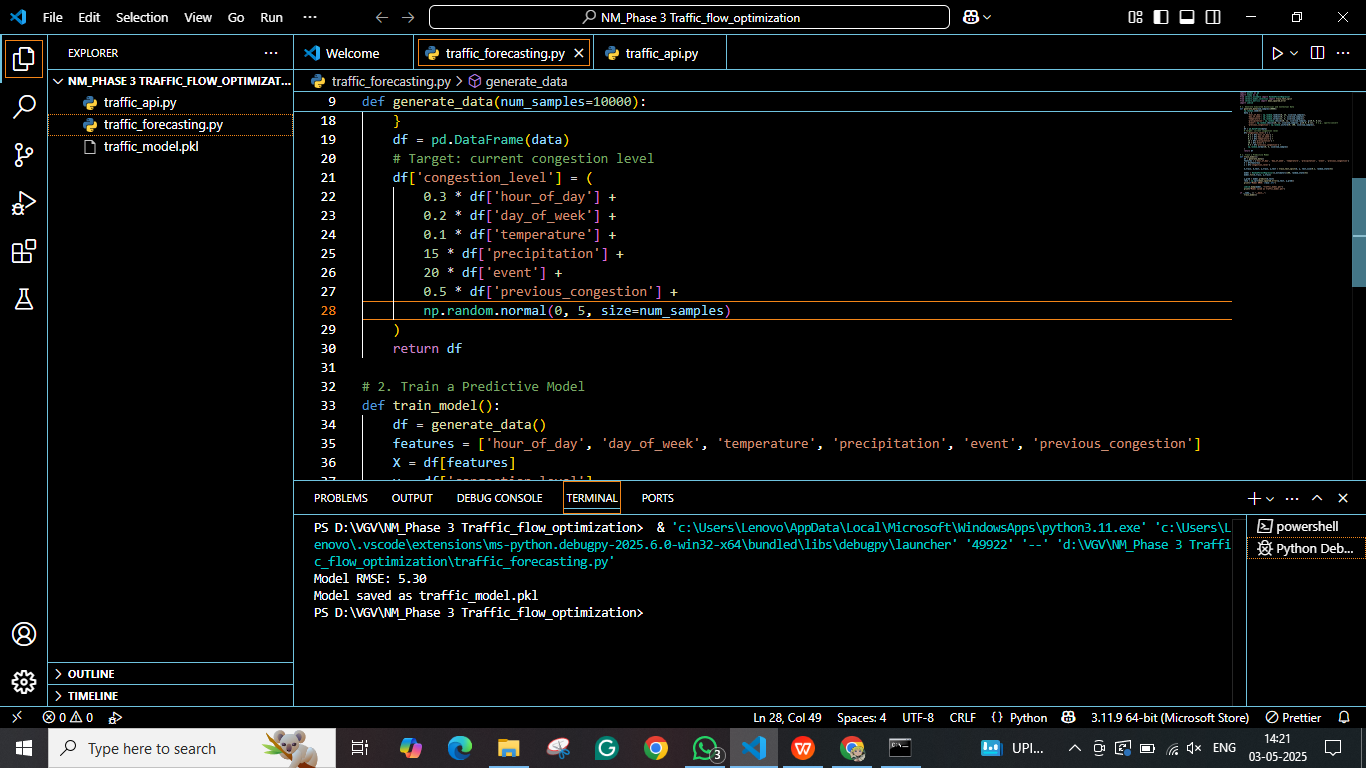 File Edit Selection View Go Run ···
NM_Phase 3 Traffic_flow_optimization
EXPLORER ···
NM_PHASE 3 TRAFFIC_FLOW_OPTIMIZAT...
traffic_api.py
traffic_forecasting.py
traffic_model.pkl
OUTLINE
TIMELINE
Welcome
traffic_forecasting.py
traffic_api.py
traffic_forecasting.py > generate_data
9 def generate_data(num_samples=10000):
18 }
19 df = pd.DataFrame(data)
20 # Target: current congestion level
21 df['congestion_level'] = (
22 0.3 * df['hour_of_day'] +
23 0.2 * df['day_of_week'] +
24 0.1 * df['temperature'] +
25 15 * df['precipitation'] +
26 20 * df['event'] +
27 0.5 * df['previous_congestion'] +
28 np.random.normal(0, 5, size=num_samples)
29 )
30 return df
31
32 # 2. Train a Predictive Model
33 def train_model():
34 df = generate_data()
35 features = ['hour_of_day', 'day_of_week', 'temperature', 'precipitation', 'event', 'previous_congestion']
36 X = df[features]
PROBLEMS OUTPUT DEBUG CONSOLE TERMINAL PORTS
PS D:\VGV\NM_Phase 3 Traffic_flow_optimization> & 'c:\Users\Lenovo\AppData\Local\Microsoft\WindowsApps\python3.11.exe' 'c:\Users\L
enovo\.vscode\extensions\ms-python.debugpy-2025.6.0-win32-x64\bundled\libs\debugpy\launcher' '49922' '--' 'd:\VGV\NM_Phase 3 Traffi
c_flow_optimization\traffic_forecasting.py'
Model RMSE: 5.30
Model saved as traffic_model.pkl
PS D:\VGV\NM_Phase 3 Traffic_flow_optimization>
powershell
Python Deb...
0 0 Ln 28, Col 49 Spaces: 4 UTF-8 CRLF {} Python 3.11.9 64-bit (Microsoft Store) Prettier
Type here to search
3
UPI...
ENG
14:21
03-05-2025